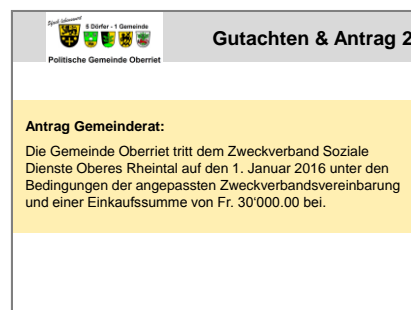 5 Dörfer - 1 Gemeinde
Politische Gemeinde Oberriet
Gutachten & Antrag 2
Antrag Gemeinderat:
Die Gemeinde Oberriet tritt dem Zweckverband Soziale
Dienste Oberes Rheintal auf den 1. Januar 2016 unter den
Bedingungen der angepassten Zweckverbandsvereinbarung
und einer Einkaufssumme von Fr. 30'000.00 bei.